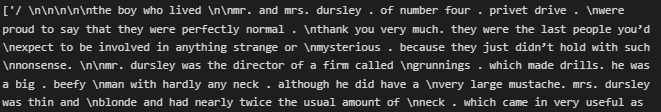 ['/ \n\n\n\n\nthe boy who lived \n\nmr. and mrs. dursley . of number four . privet drive . \nwere
proud to say that they were perfectly normal . \nthank you very much. they were the last people you’d
\nexpect to be involved in anything strange or \nmysterious . because they just didn’t hold with such
\nnonsense. \n\nmr. dursley was the director of a firm called \ngrunnings . which made drills. he was
a big . beefy \nman with hardly any neck . although he did have a \nvery large mustache. mrs. dursley
was thin and \nblonde and had nearly twice the usual amount of \nneck . which came in very useful as